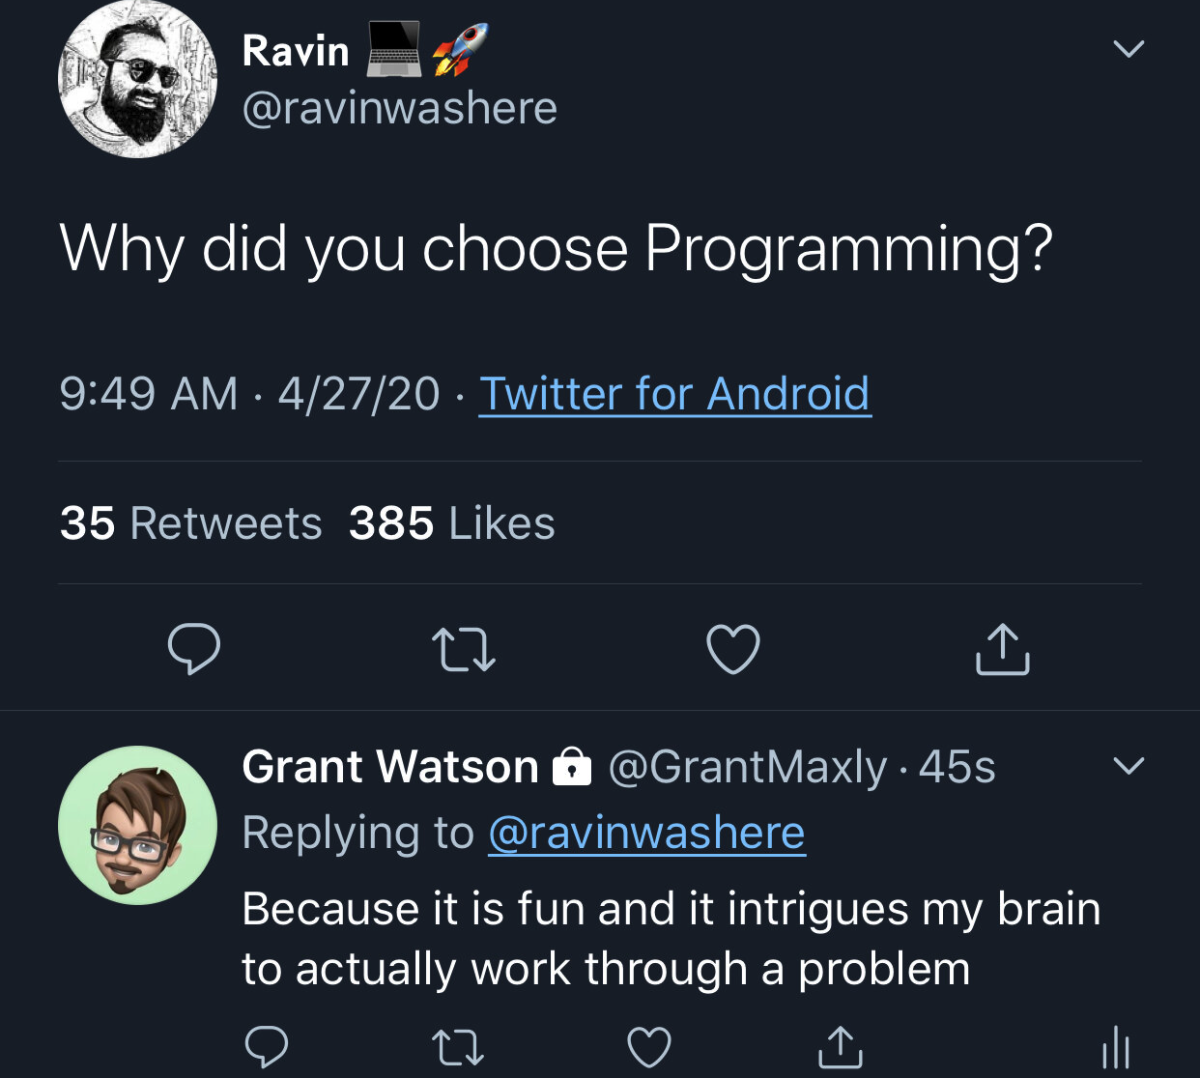 Ravin 💻🚀
@ravinwashere
Why did you choose Programming?
9:49 AM · 4/27/20 · Twitter for Android
35 Retweets 385 Likes
Grant Watson 🔒 @GrantMaxly · 45s
Replying to @ravinwashere
Because it is fun and it intrigues my brain
to actually work through a problem